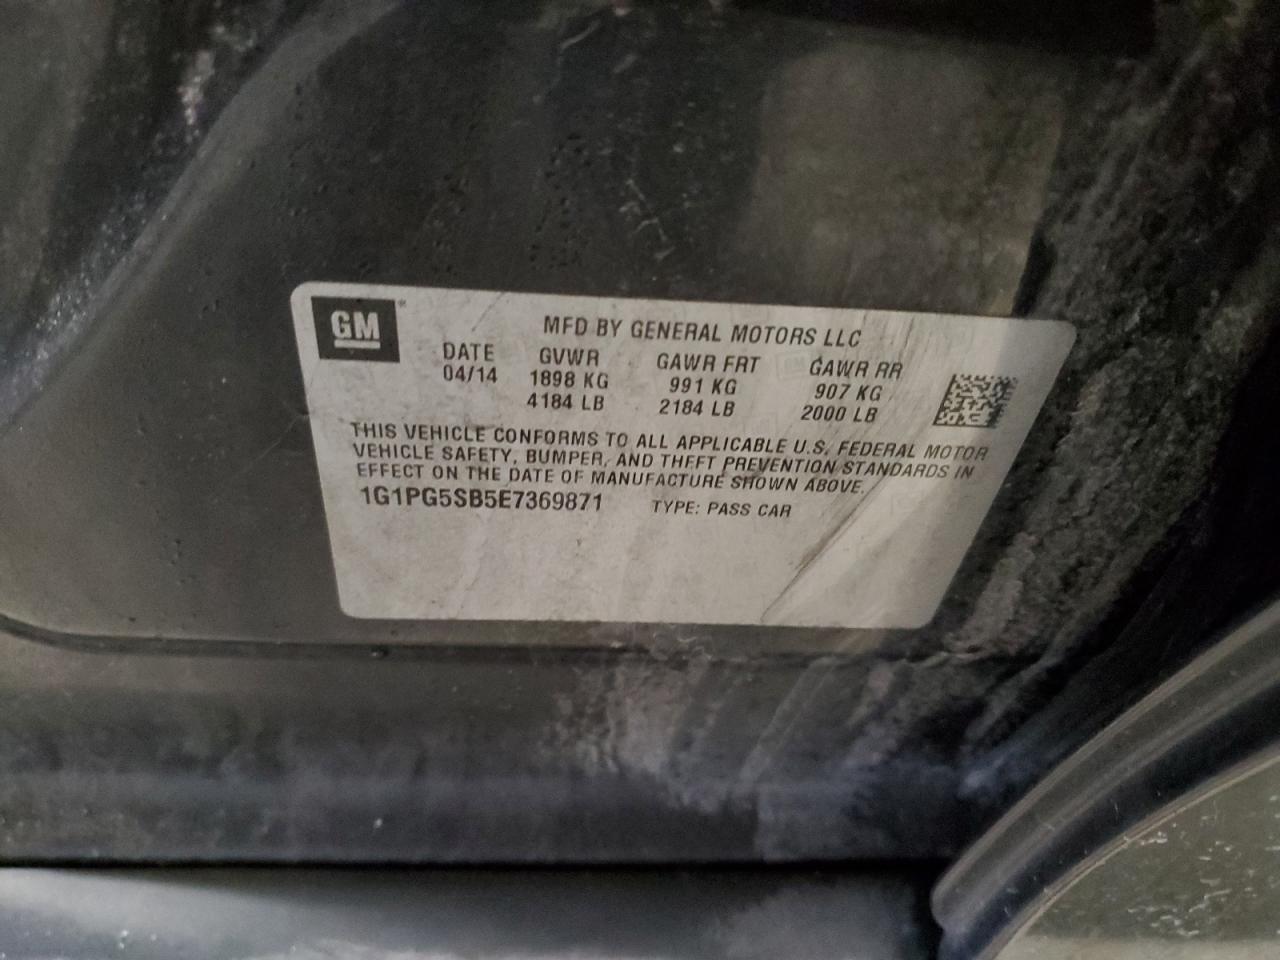 GM
MFD BY GENERAL MOTORS LLC
DATE GVWR GAWR FRT GAWR RR
04/14 1898 KG 991 KG 907 KG
4184 LB 2184 LB 2000 LB
THIS VEHICLE CONFORMS TO ALL APPLICABLE U.S. FEDERAL MOTOR
VEHICLE SAFETY, BUMPER, AND THEFT PREVENTION STANDARDS IN
EFFECT ON THE DATE OF MANUFACTURE SHOWN ABOVE.
1G1PG5SB5E7369871 TYPE: PASS CAR